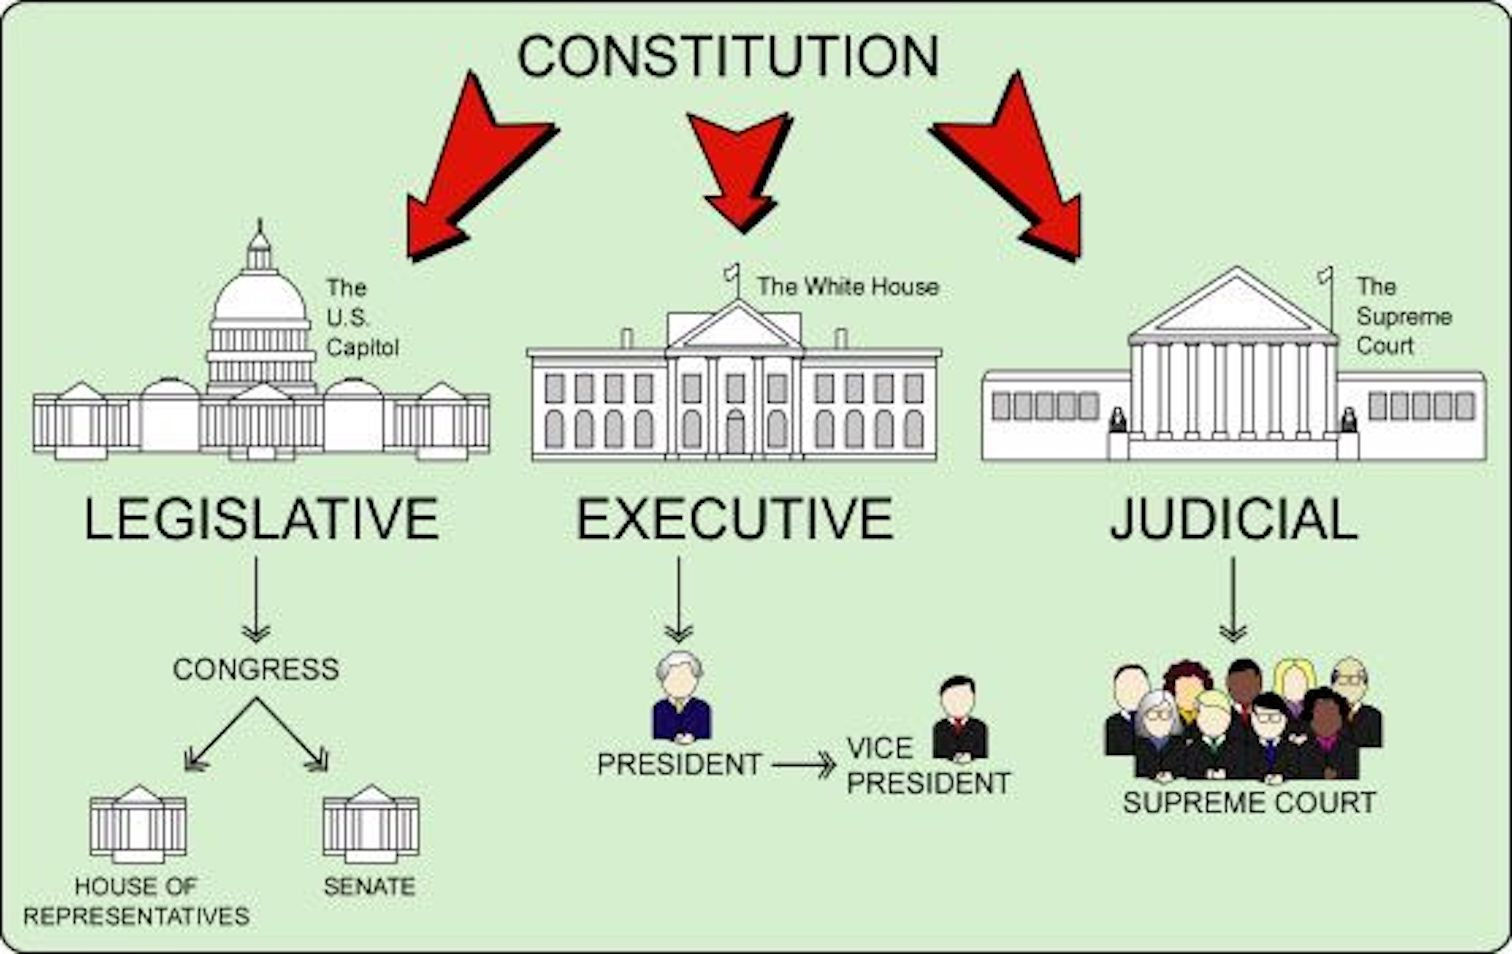 CONSTITUTION
The
U.S.
Capitol
The White House
The
Supreme
Court
LEGISLATIVE
EXECUTIVE
JUDICIAL
CONGRESS
HOUSE OF
REPRESENTATIVES
SENATE
PRESIDENT
VICE
PRESIDENT
SUPREME COURT